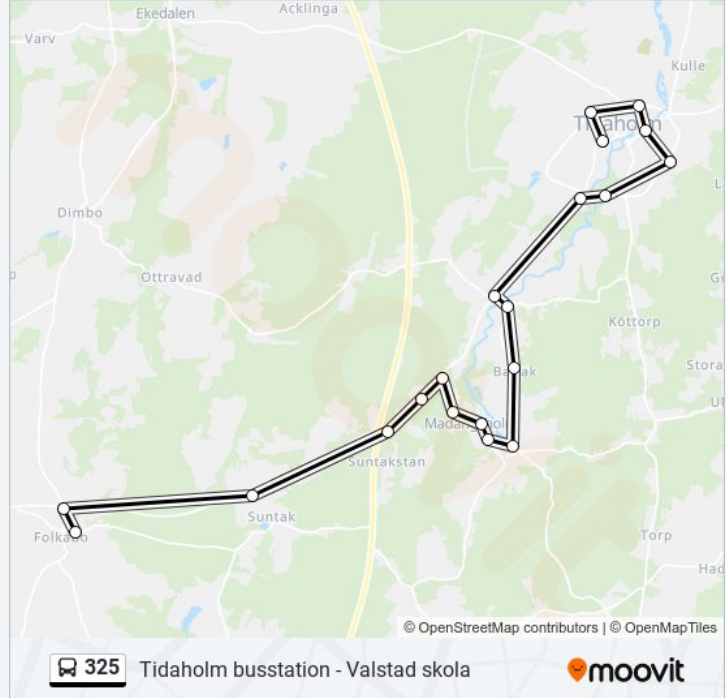 Acklinga
Ekedalen
Varv
Kulle
Tidaholm
Dimbo
Ottravad
Köttorp
Stora
Madängsholm
Suntakstan
Suntak
Folkabo
Torp
© OpenStreetMap contributors | © OpenMapTiles
325 Tidaholm busstation - Valstad skola moovit